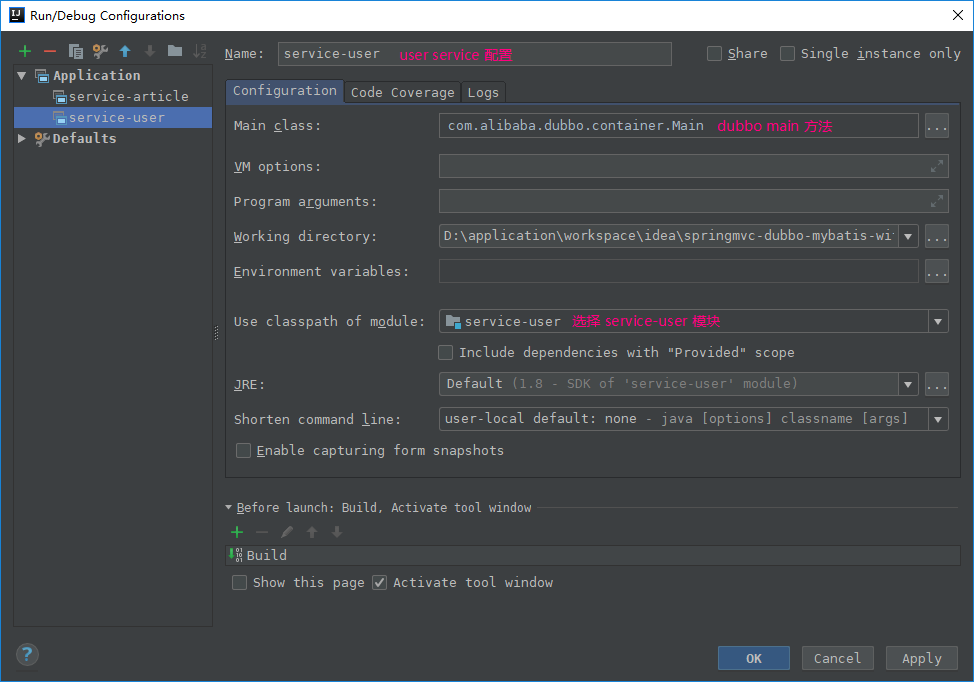 Run/Debug Configurations
Name: service-user user service 配置 Share Single instance only
Application
service-article
service-user
Defaults
Configuration Code Coverage Logs
Main class: com.alibaba.dubbo.container.Main dubbo main 方法 ...
VM options:
Program arguments:
Working directory: D:\application\workspace\idea\springmvc-dubbo-mybatis-wi ...
Environment variables: ...
Use classpath of module: service-user 选择 service-user 模块
Include dependencies with "Provided" scope
JRE: Default (1.8 - SDK of 'service-user' module) ...
Shorten command line: user-local default: none - java [options] classname [args]
Enable capturing form snapshots
Before launch: Build, Activate tool window
Build
Show this page Activate tool window
? OK Cancel Apply